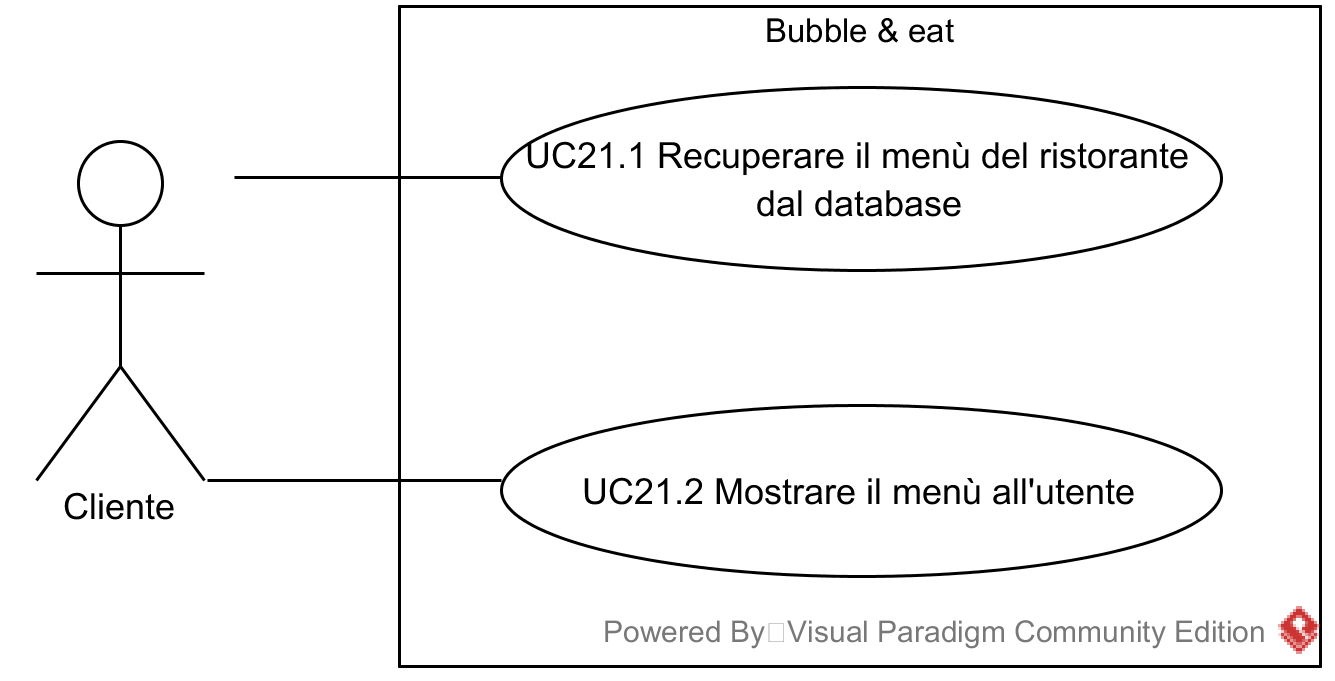 Bubble & eat
UC21.1 Recuperare il menù del ristorante
dal database
UC21.2 Mostrare il menù all'utente
Cliente
Powered By Visual Paradigm Community Edition